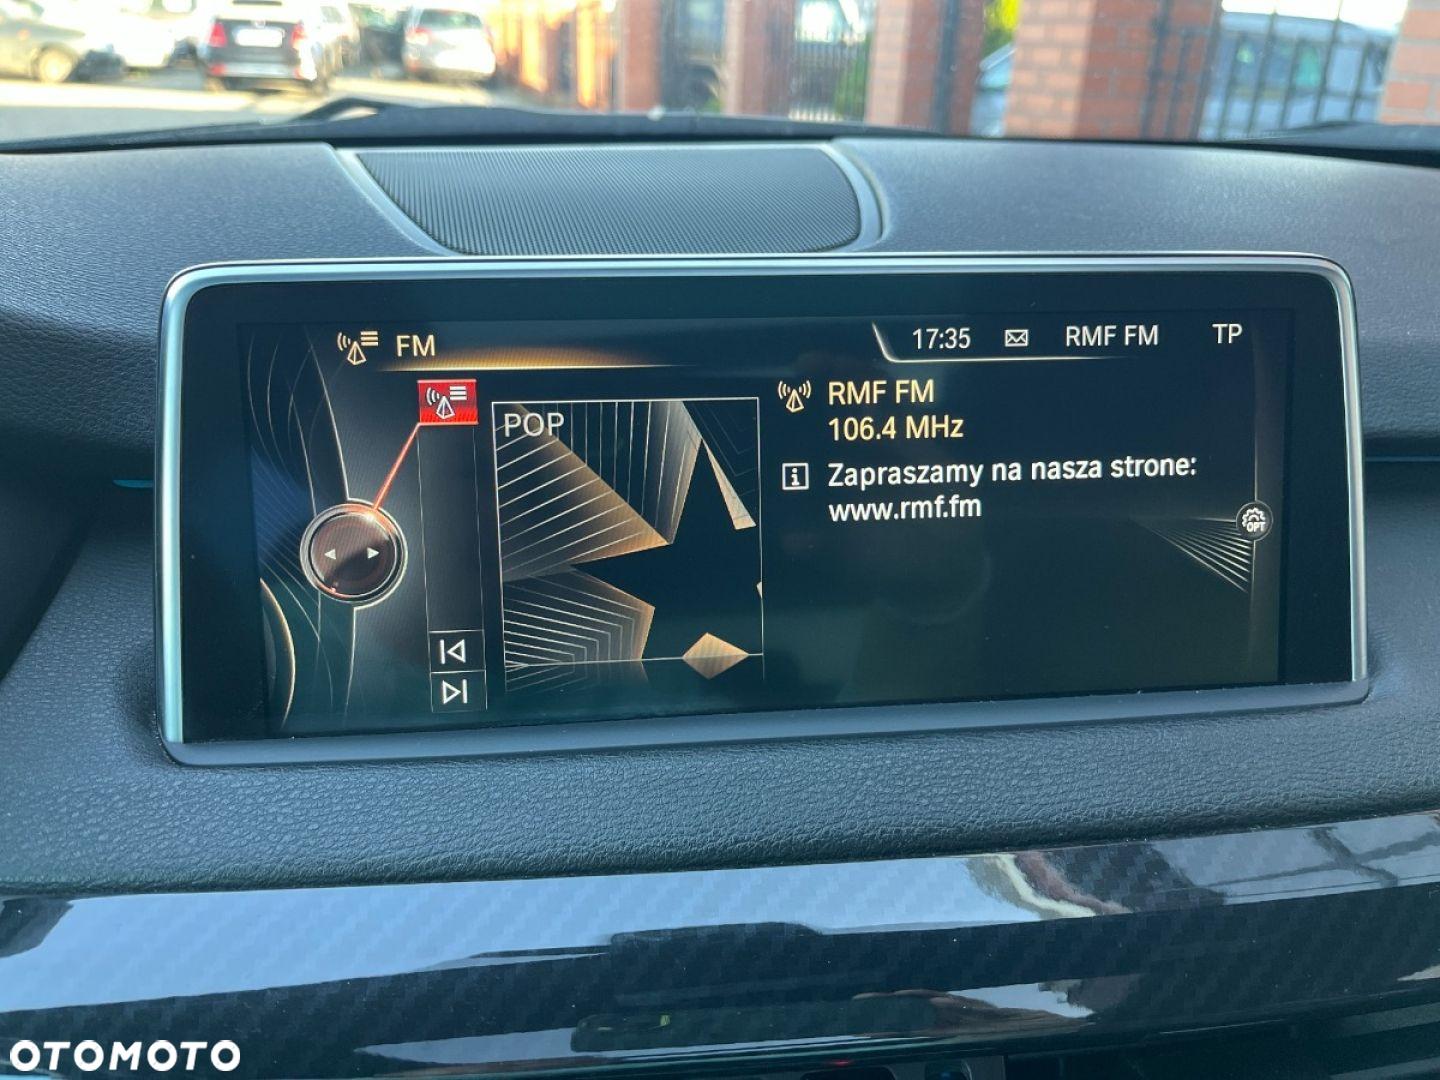 FM
17:35
RMF FM
TP
POP
RMF FM
106.4 MHz
Zapraszamy na nasza strone:
www.rmf.fm
OPT
OTOMOTO